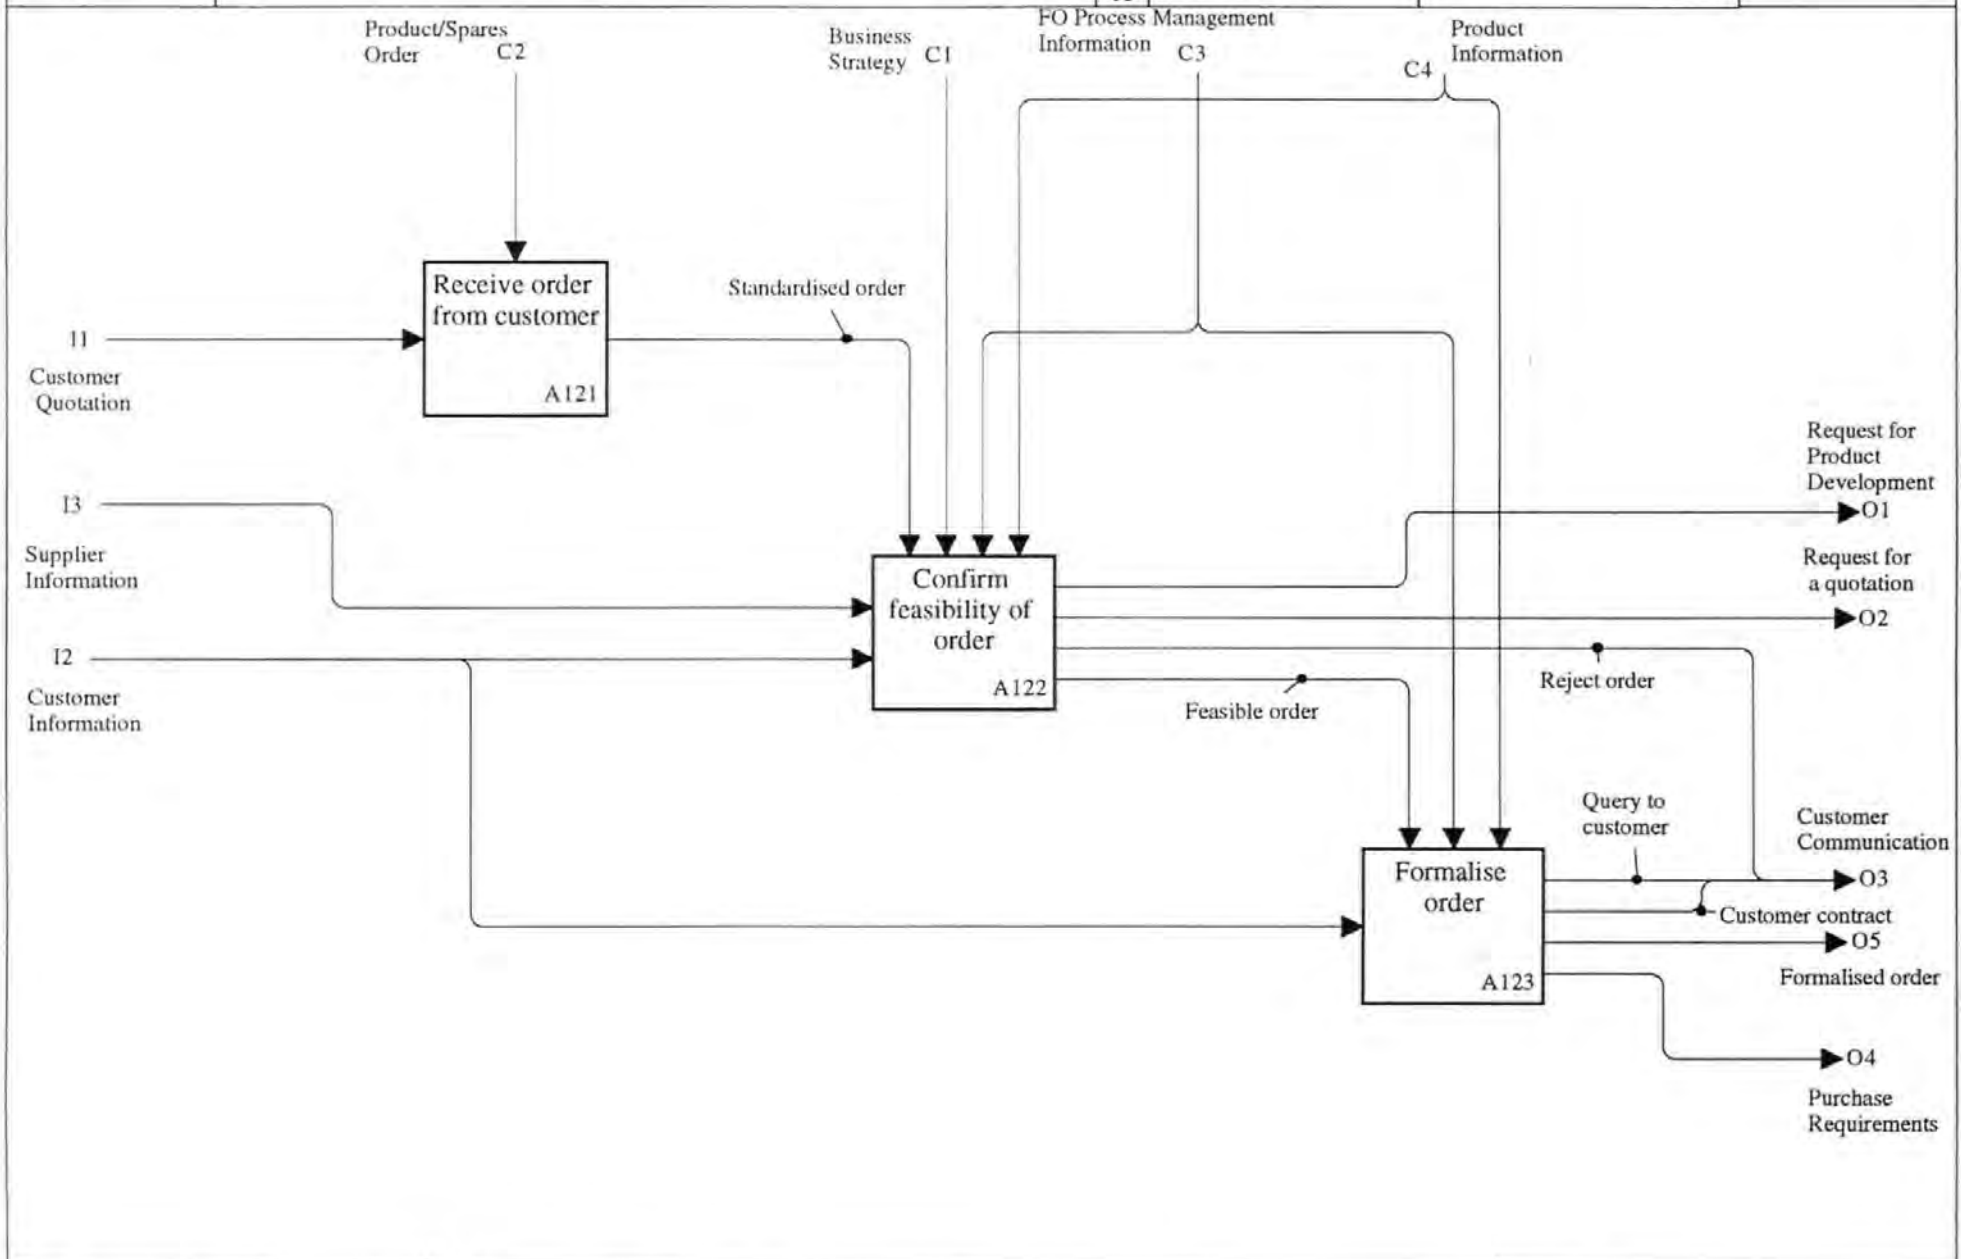 Product/Spares
Order
C2
Business
Strategy
C1
FO Process Management
Information
C3
Product
Information
C4
Receive order
from customer
A121
Standardised order
I1
Customer
Quotation
I3
Supplier
Information
I2
Customer
Information
Confirm
feasibility of
order
A122
Request for
Product
Development
O1
Request for
a quotation
O2
Reject order
Feasible order
Query to
customer
Customer
Communication
O3
Formalise
order
A123
Customer contract
O5
Formalised order
O4
Purchase
Requirements